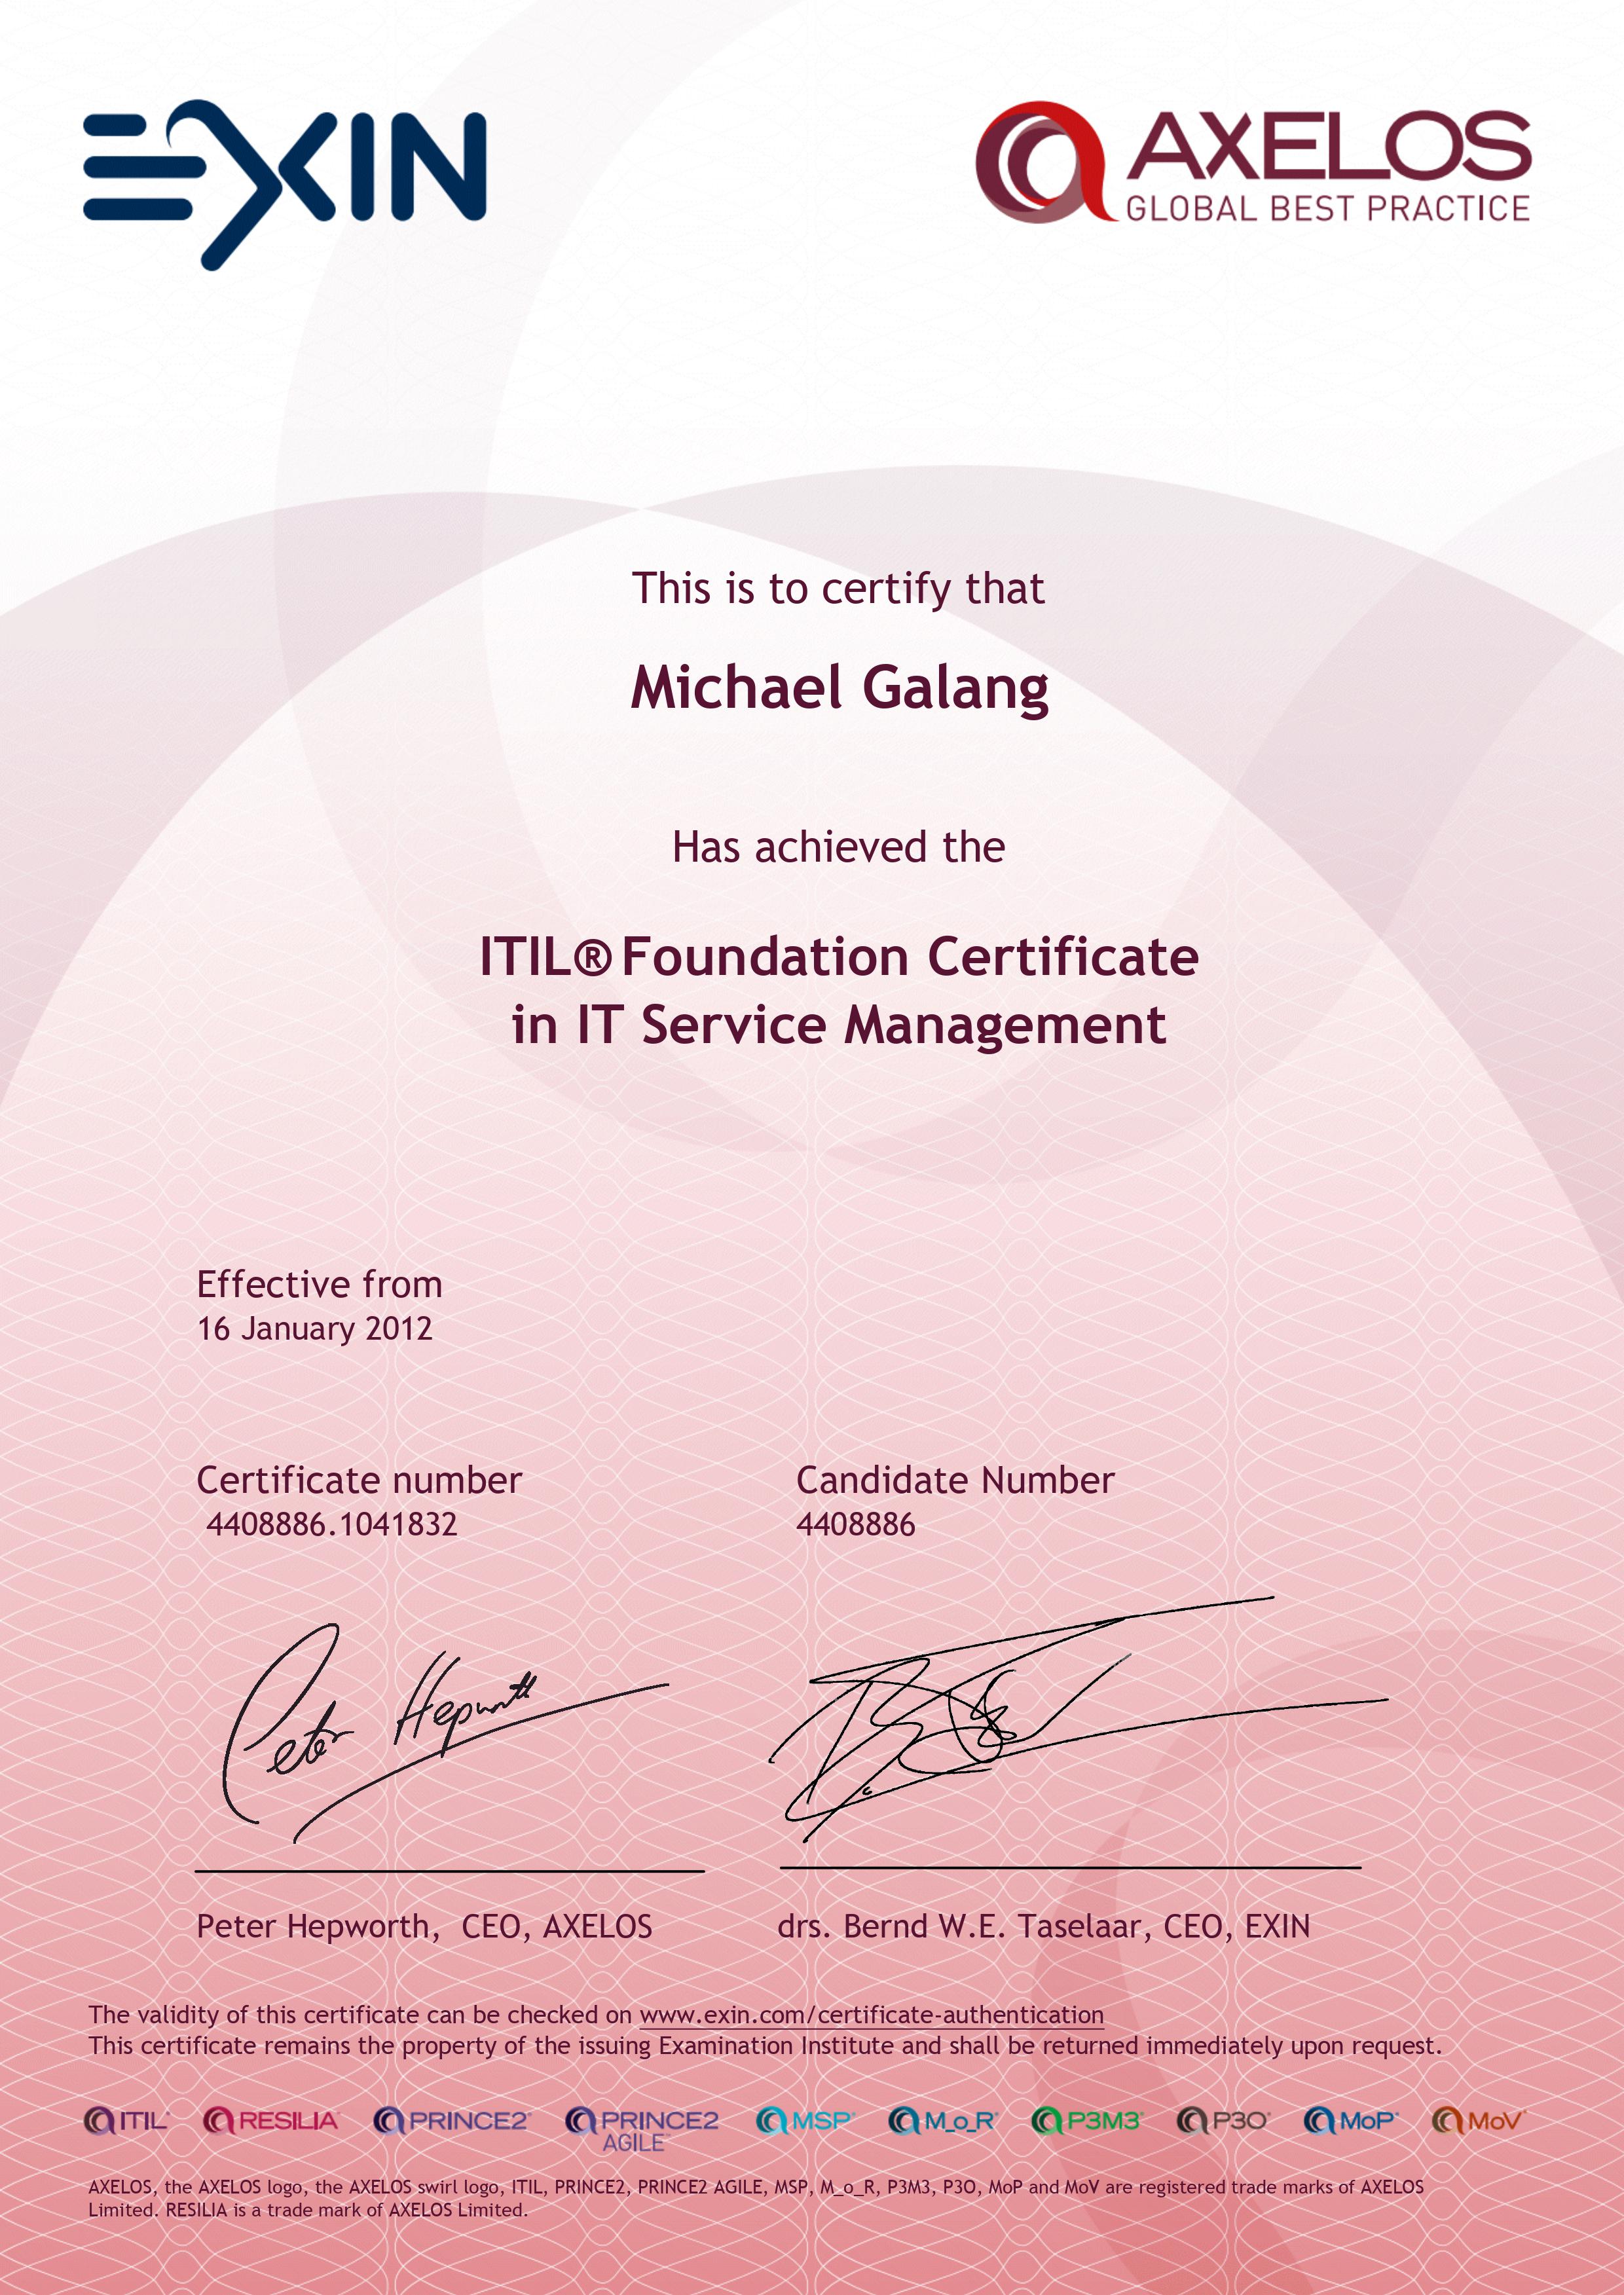 EXIN
AXELOS
GLOBAL BEST PRACTICE
This is to certify that
Michael Galang
Has achieved the
ITIL® Foundation Certificate
in IT Service Management
Effective from
16 January 2012
Certificate number
4408886.1041832
Candidate Number
4408886
Peter Hepworth
Peter Hepworth, CEO, AXELOS
drs. Bernd W.E. Taselaar, CEO, EXIN
The validity of this certificate can be checked on www.exin.com/certificate-authentication
This certificate remains the property of the issuing Examination Institute and shall be returned immediately upon request.
ITIL® RESILIA™ PRINCE2® PRINCE2 AGILE™ MSP® M_o_R® P3M3® P3O® MoP® MoV®
AXELOS, the AXELOS logo, the AXELOS swirl logo, ITIL, PRINCE2, PRINCE2 AGILE, MSP, M_o_R, P3M3, P3O, MoP and MoV are registered trade marks of AXELOS
Limited. RESILIA is a trade mark of AXELOS Limited.